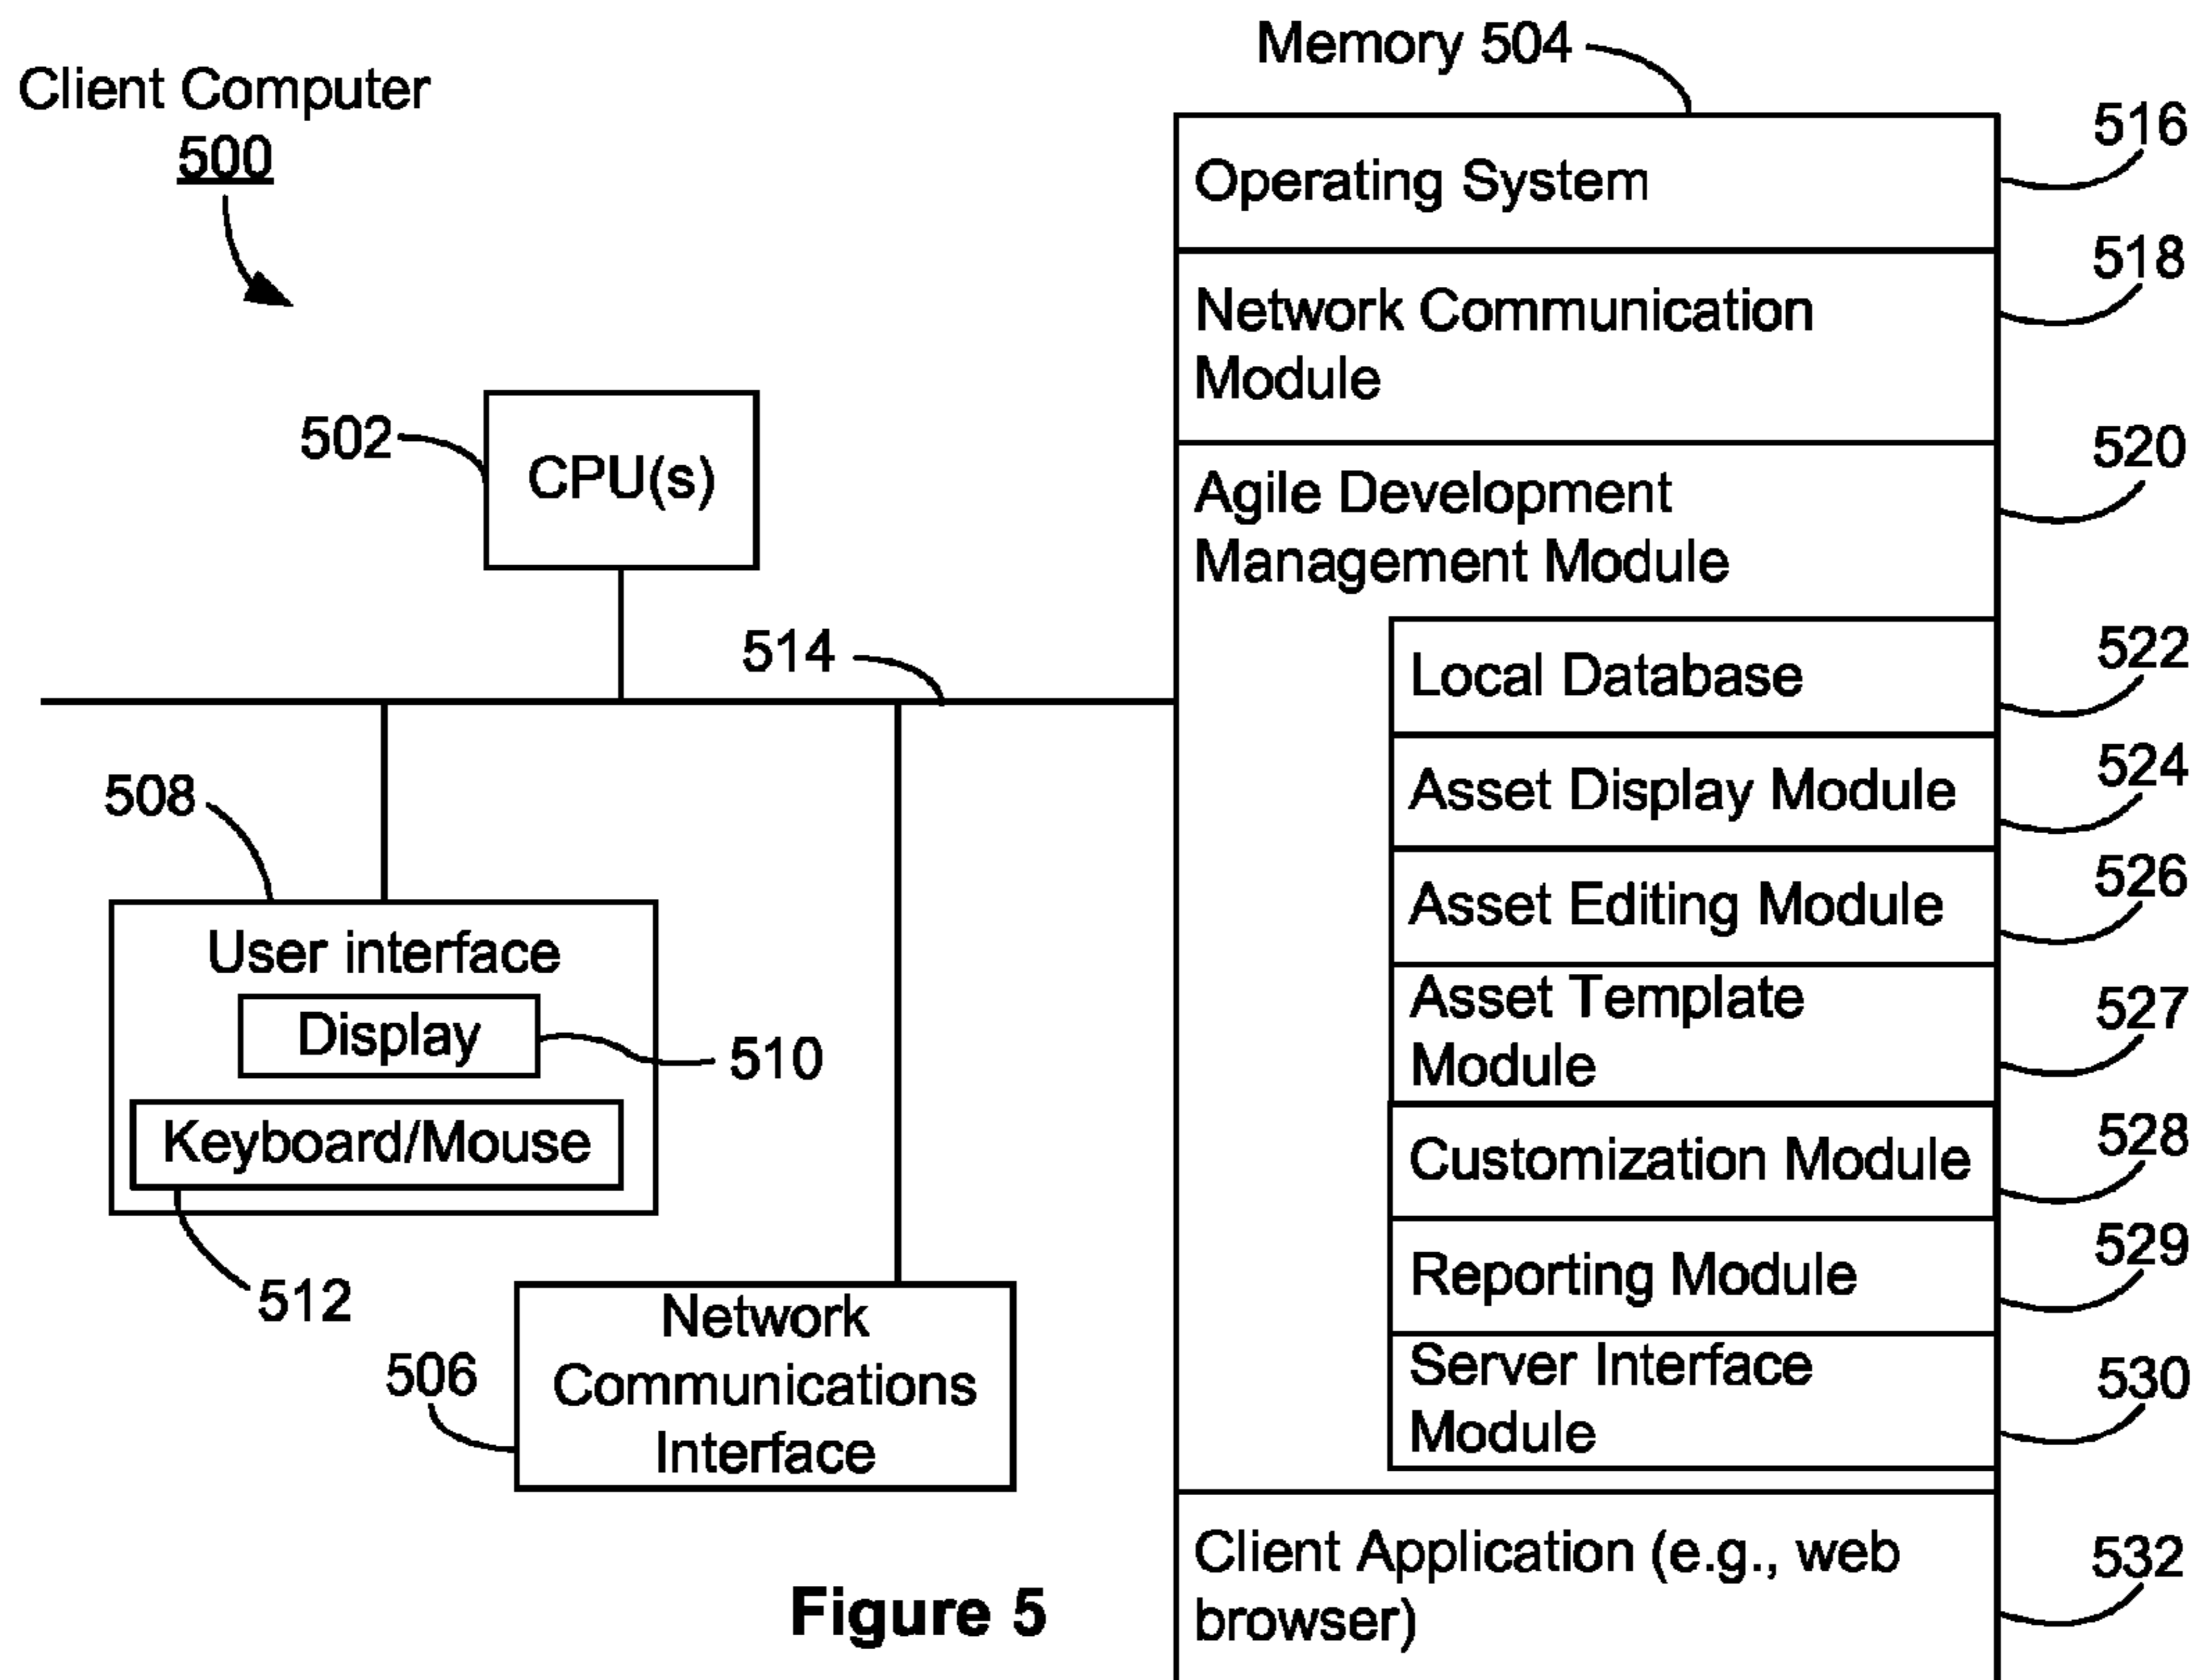 Client Computer
500
Memory 504
Operating System
516
Network Communication
Module
518
Agile Development
Management Module
520
Local Database
522
Asset Display Module
524
Asset Editing Module
526
Asset Template
Module
527
Customization Module
528
Reporting Module
529
Server Interface
Module
530
Client Application (e.g., web
browser)
532
502
CPU(s)
514
508
User interface
Display
510
Keyboard/Mouse
512
506
Network
Communications
Interface
Figure 5